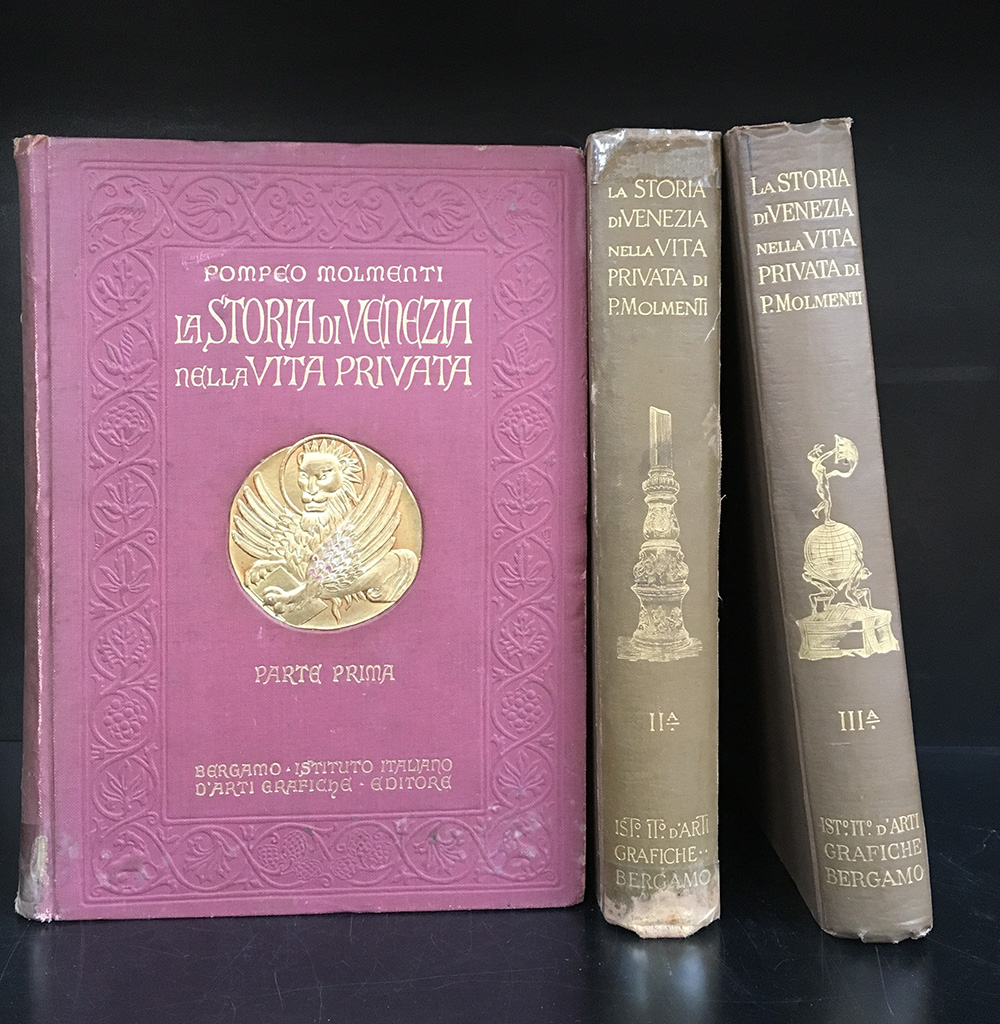 POMPEO MOLMENTI
LA STORIA DI VENEZIA
NELLA VITA PRIVATA
PARTE PRIMA
BERGAMO · ISTITUTO ITALIANO
D'ARTI GRAFICHE · EDITORE
LA STORIA
DI VENEZIA
NELLA VITA
PRIVATA DI
P. MOLMENTI
IIA.
ISTo. ITo. D'ARTI
GRAFICHE··
BERGAMO
LA STORIA
DI VENEZIA
NELLA VITA
PRIVATA DI
P. MOLMENTI
IIIA.
ISTo. ITo. D'ARTI
GRAFICHE
BERGAMO